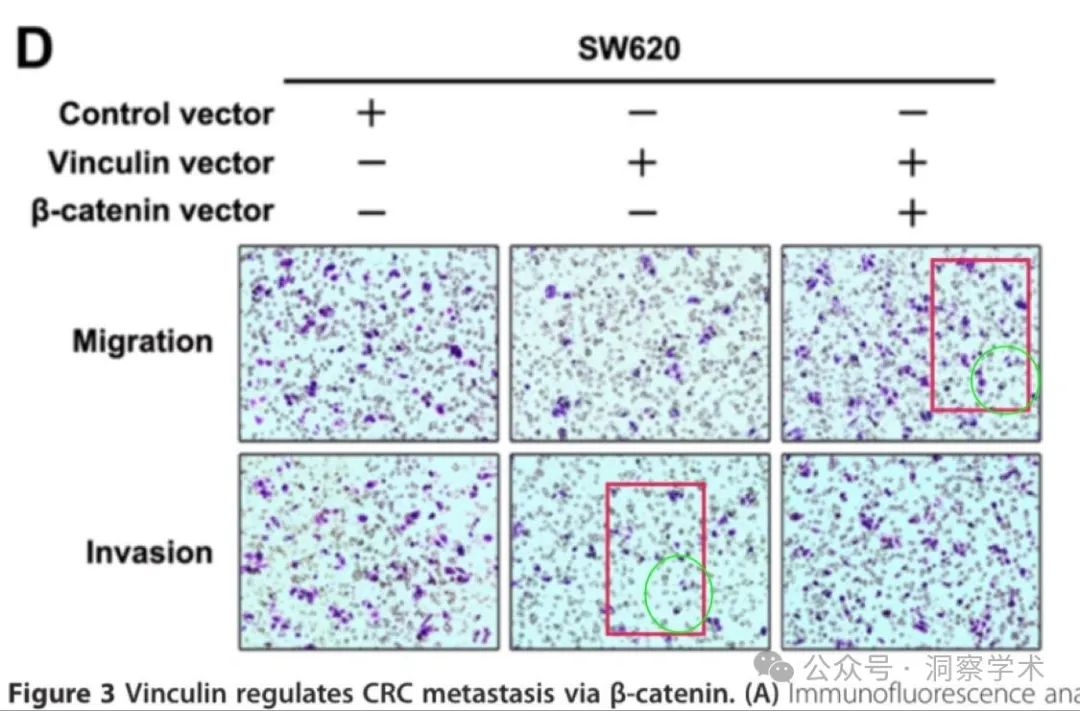 D
SW620
Control vector + − −
Vinculin vector − + +
β-catenin vector − − +
Migration
Invasion
公众号 · 洞察学术
Figure 3 Vinculin regulates CRC metastasis via β-catenin. (A) Immunofluorescence ana